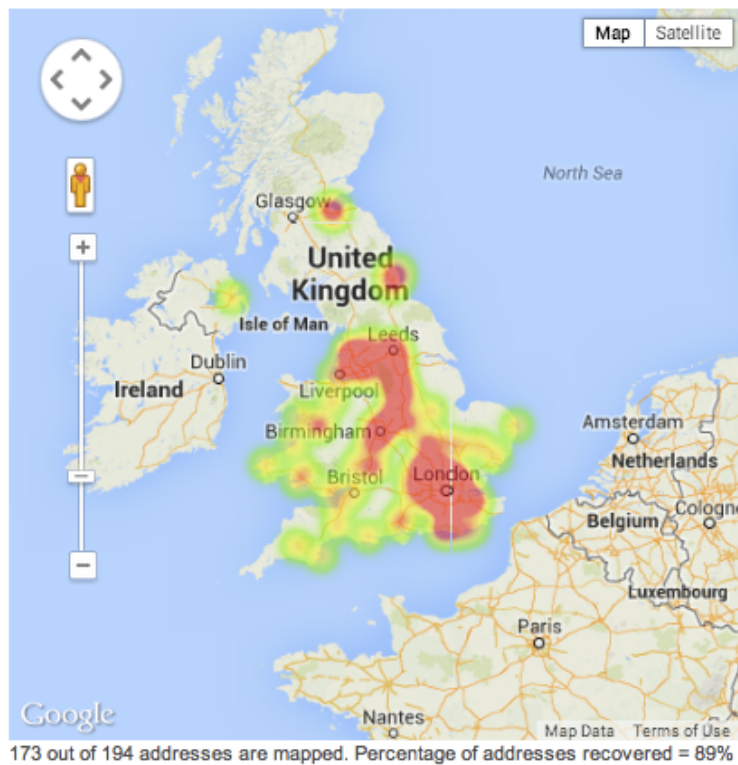 Map Satellite
North Sea
Glasgow
United
Kingdom
Isle of Man
Leeds
Dublin
Ireland
Liverpool
Birmingham
Amsterdam
Netherlands
Bristol
London
Belgium
Cologne
Luxembourg
Paris
Google
Nantes
Map Data Terms of Use
173 out of 194 addresses are mapped. Percentage of addresses recovered = 89%